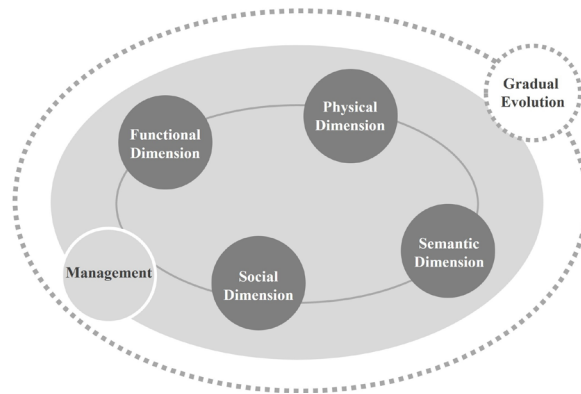 Gradual
Evolution
Physical
Dimension
Functional
Dimension
Semantic
Dimension
Management
Social
Dimension